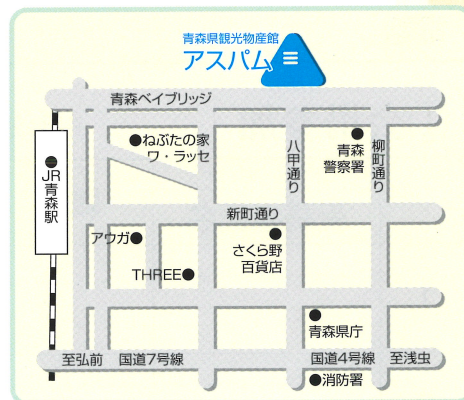 青森県観光物産館
アスパム
青森ベイブリッジ
ねぶたの家
ワ・ラッセ
八甲通り
青森
警察署
柳町通り
JR青森駅
新町通り
アウガ
さくら野
百貨店
THREE
青森県庁
至弘前
国道7号線
国道4号線
至浅虫
消防署